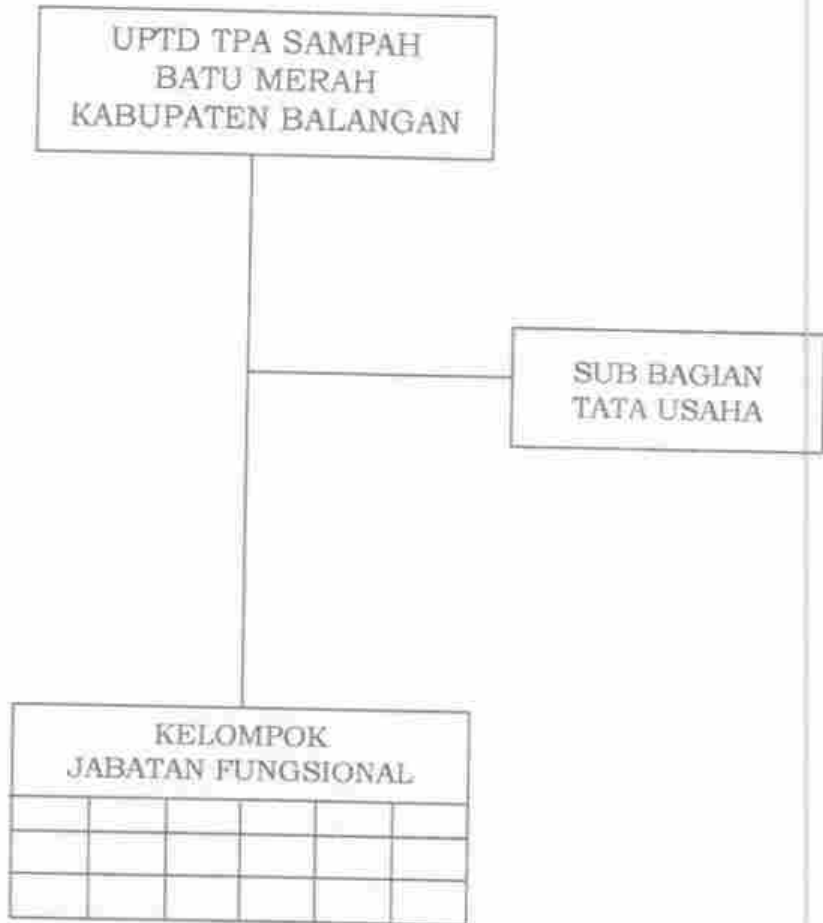 UPTD TPA SAMPAH
BATU MERAH
KABUPATEN BALANGAN
SUB BAGIAN
TATA USAHA
KELOMPOK
JABATAN FUNGSIONAL